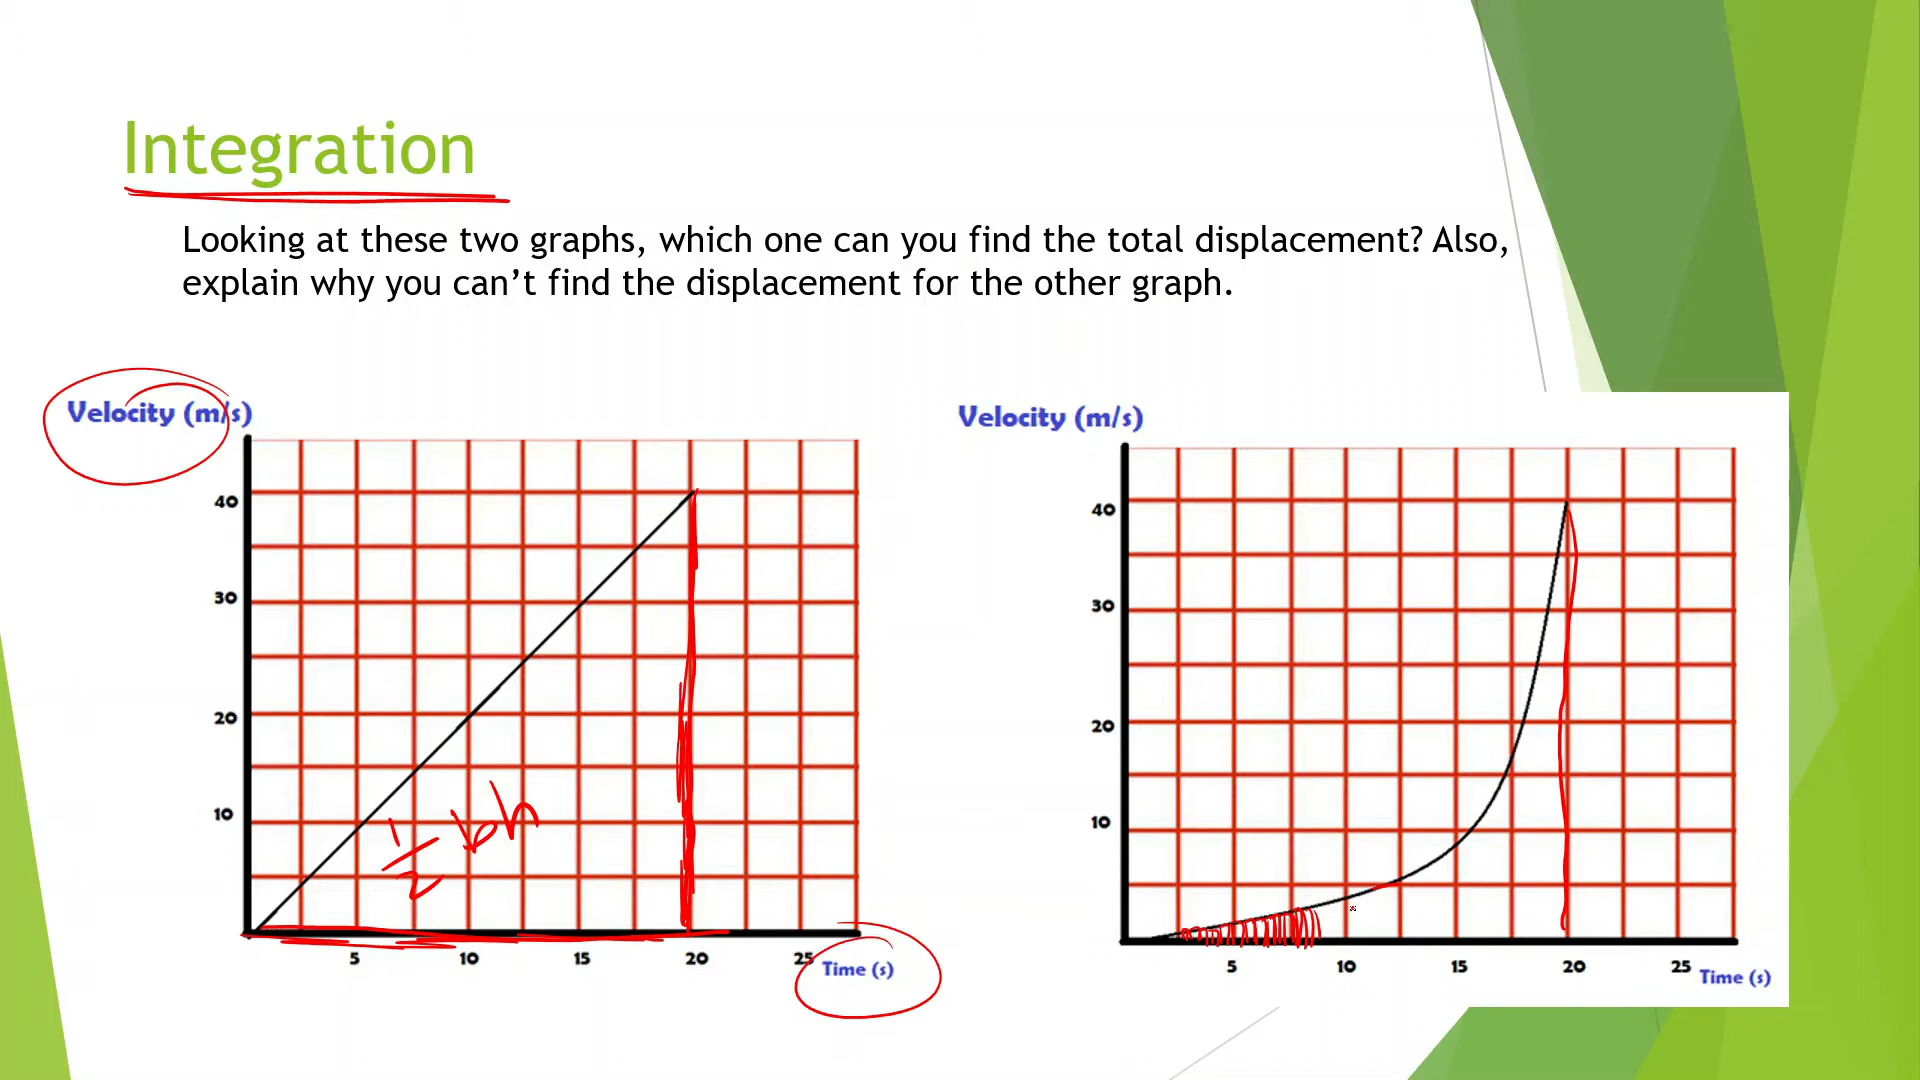 Integration
Looking at these two graphs, which one can you find the total displacement? Also,
explain why you can’t find the displacement for the other graph.
Velocity (m/s)
40
30
20
10
5 10 15 20 25 Time (s)
1/2 bh
Velocity (m/s)
40
30
20
10
5 10 15 20 25 Time (s)